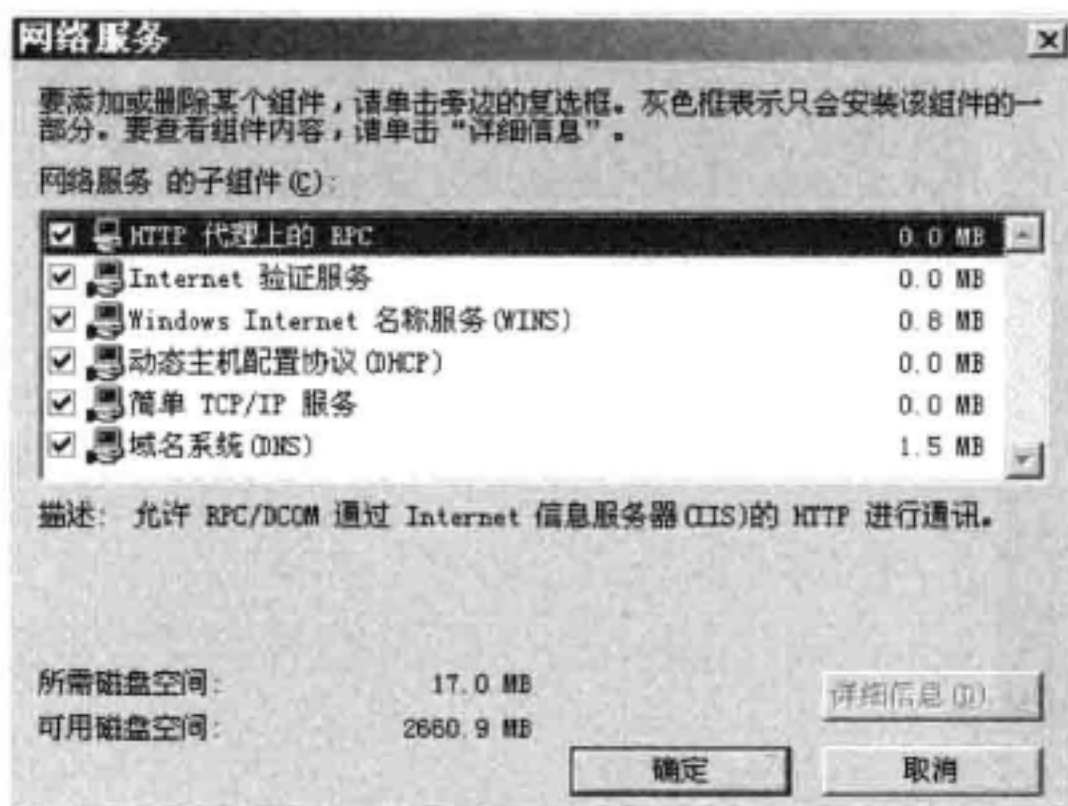 网络服务
要添加或删除某个组件，请单击旁边的复选框。灰色框表示只会安装该组件的一
部分。要查看组件内容，请单击“详细信息”。
网络服务 的子组件(C):
HTTP 代理上的 RPC 0.0 MB
Internet 验证服务 0.0 MB
Windows Internet 名称服务(WINS) 0.8 MB
动态主机配置协议(DHCP) 0.0 MB
简单 TCP/IP 服务 0.0 MB
域名系统(DNS) 1.5 MB
描述: 允许 RPC/DCOM 通过 Internet 信息服务器(IIS)的 HTTP 进行通讯。
所需磁盘空间: 17.0 MB
详细信息(D)
可用磁盘空间: 2660.9 MB
确定 取消